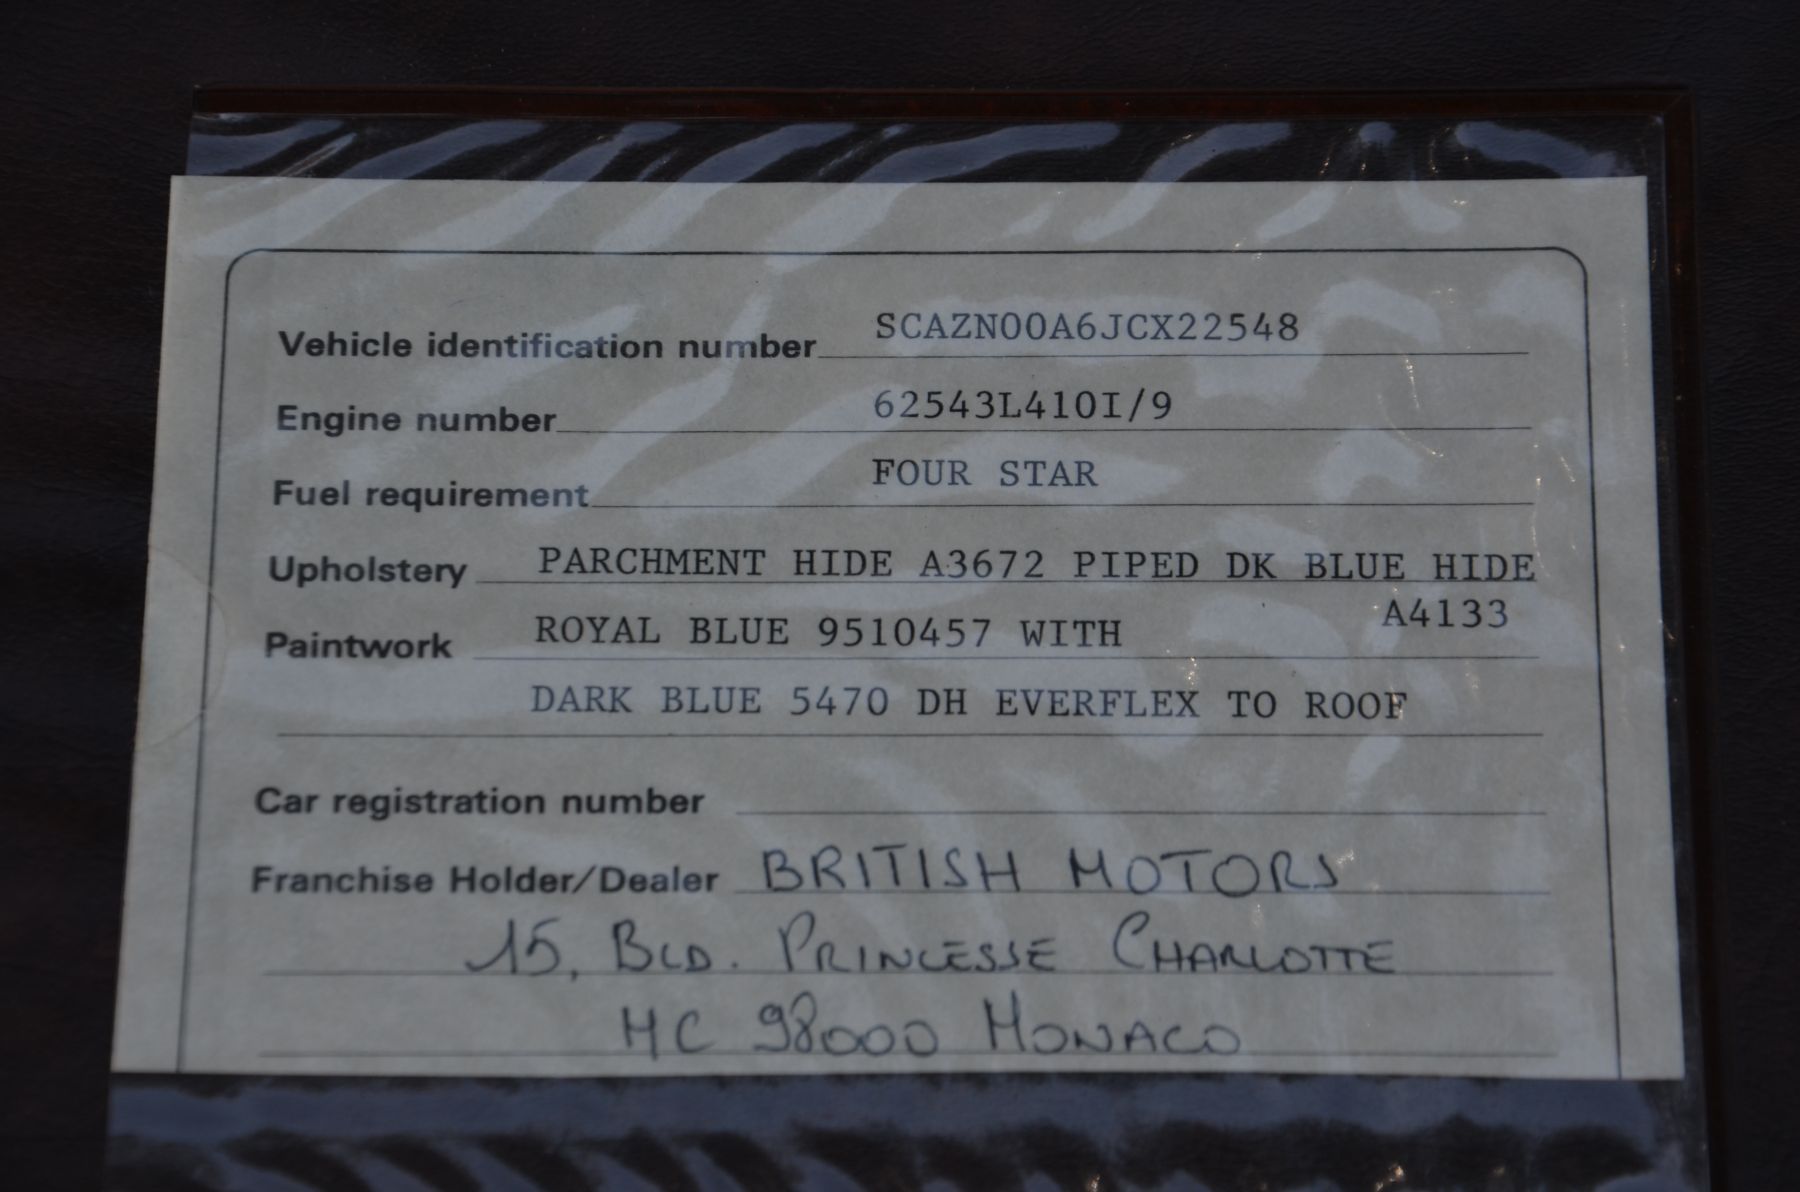 Vehicle identification number SCAZN00A6JCX22548
Engine number 62543L410I/9
Fuel requirement FOUR STAR
Upholstery PARCHMENT HIDE A3672 PIPED DK BLUE HIDE
A4133
Paintwork ROYAL BLUE 9510457 WITH
DARK BLUE 5470 DH EVERFLEX TO ROOF
Car registration number
Franchise Holder/Dealer BRITISH MOTORS
15, BLD. PRINCESSE CHARLOTTE
MC 98000 MONACO